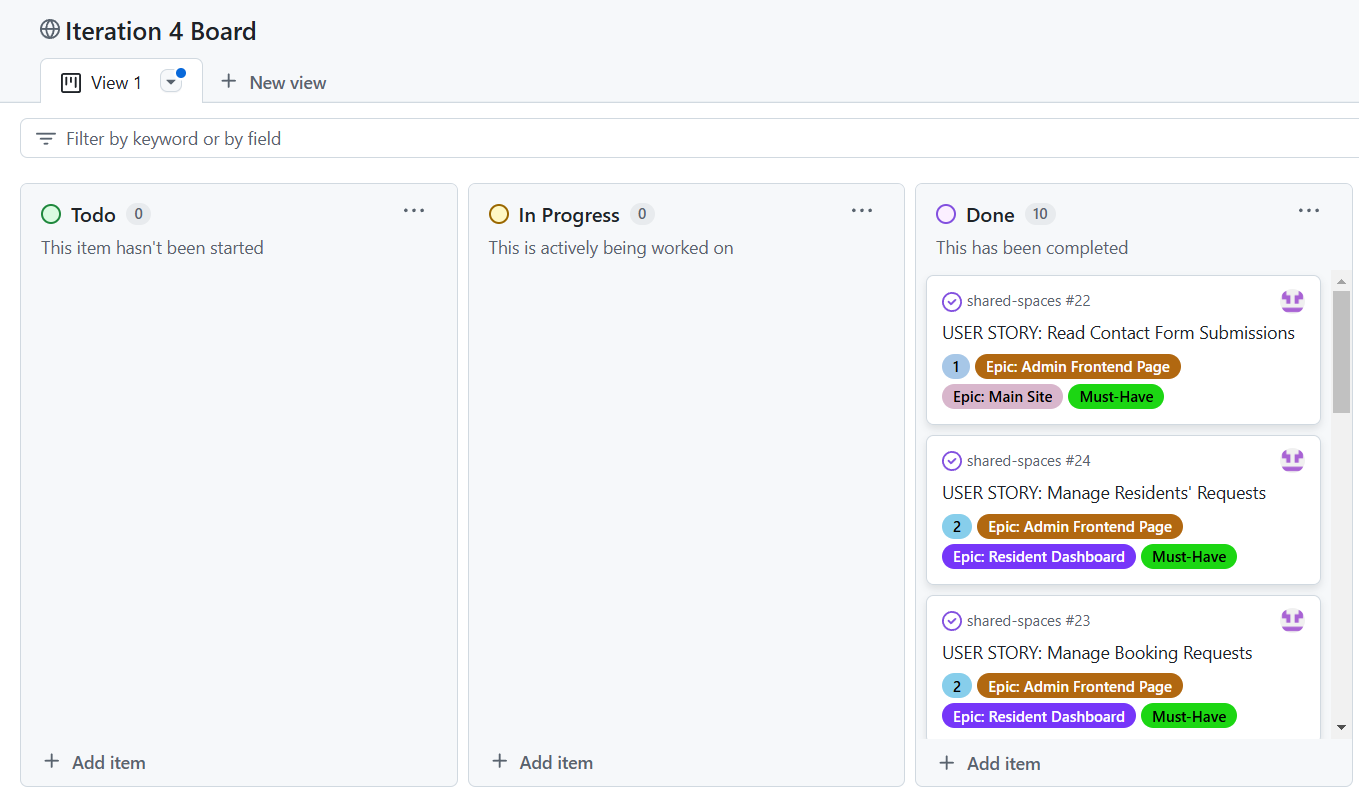 Iteration 4 Board
View 1
New view
Filter by keyword or by field
Todo 0
This item hasn't been started
Add item
In Progress 0
This is actively being worked on
Add item
Done 10
This has been completed
shared-spaces #22
USER STORY: Read Contact Form Submissions
1 Epic: Admin Frontend Page
Epic: Main Site Must-Have
shared-spaces #24
USER STORY: Manage Residents' Requests
2 Epic: Admin Frontend Page
Epic: Resident Dashboard Must-Have
shared-spaces #23
USER STORY: Manage Booking Requests
2 Epic: Admin Frontend Page
Epic: Resident Dashboard Must-Have
Add item